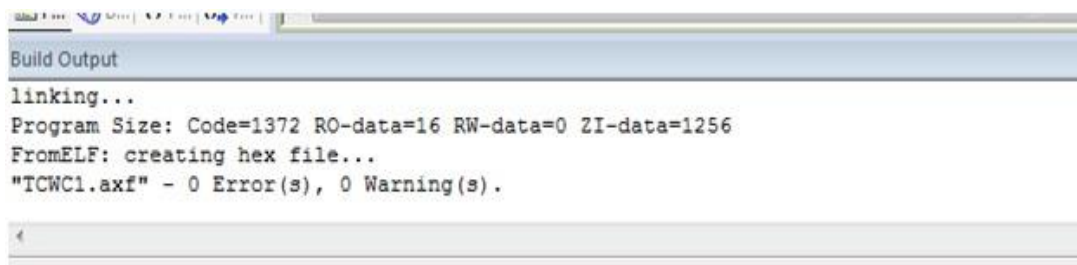 Build Output
linking...
Program Size: Code=1372 RO-data=16 RW-data=0 ZI-data=1256
FromELF: creating hex file...
"TCWC1.axf" - 0 Error(s), 0 Warning(s).